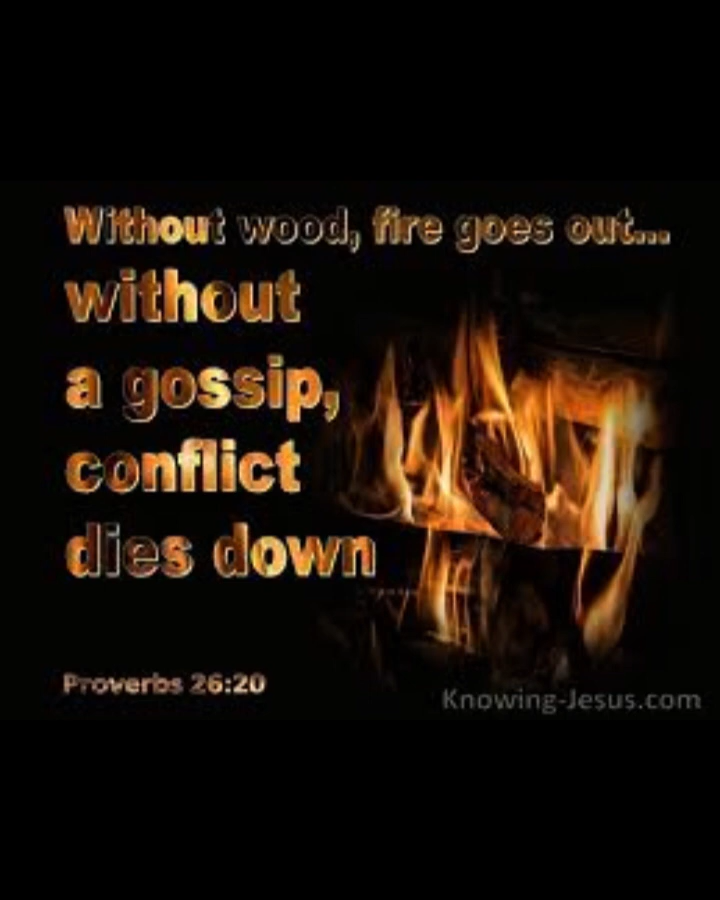 Without wood, fire goes out...
without
a gossip,
conflict
dies down
Proverbs 26:20
Knowing-Jesus.com